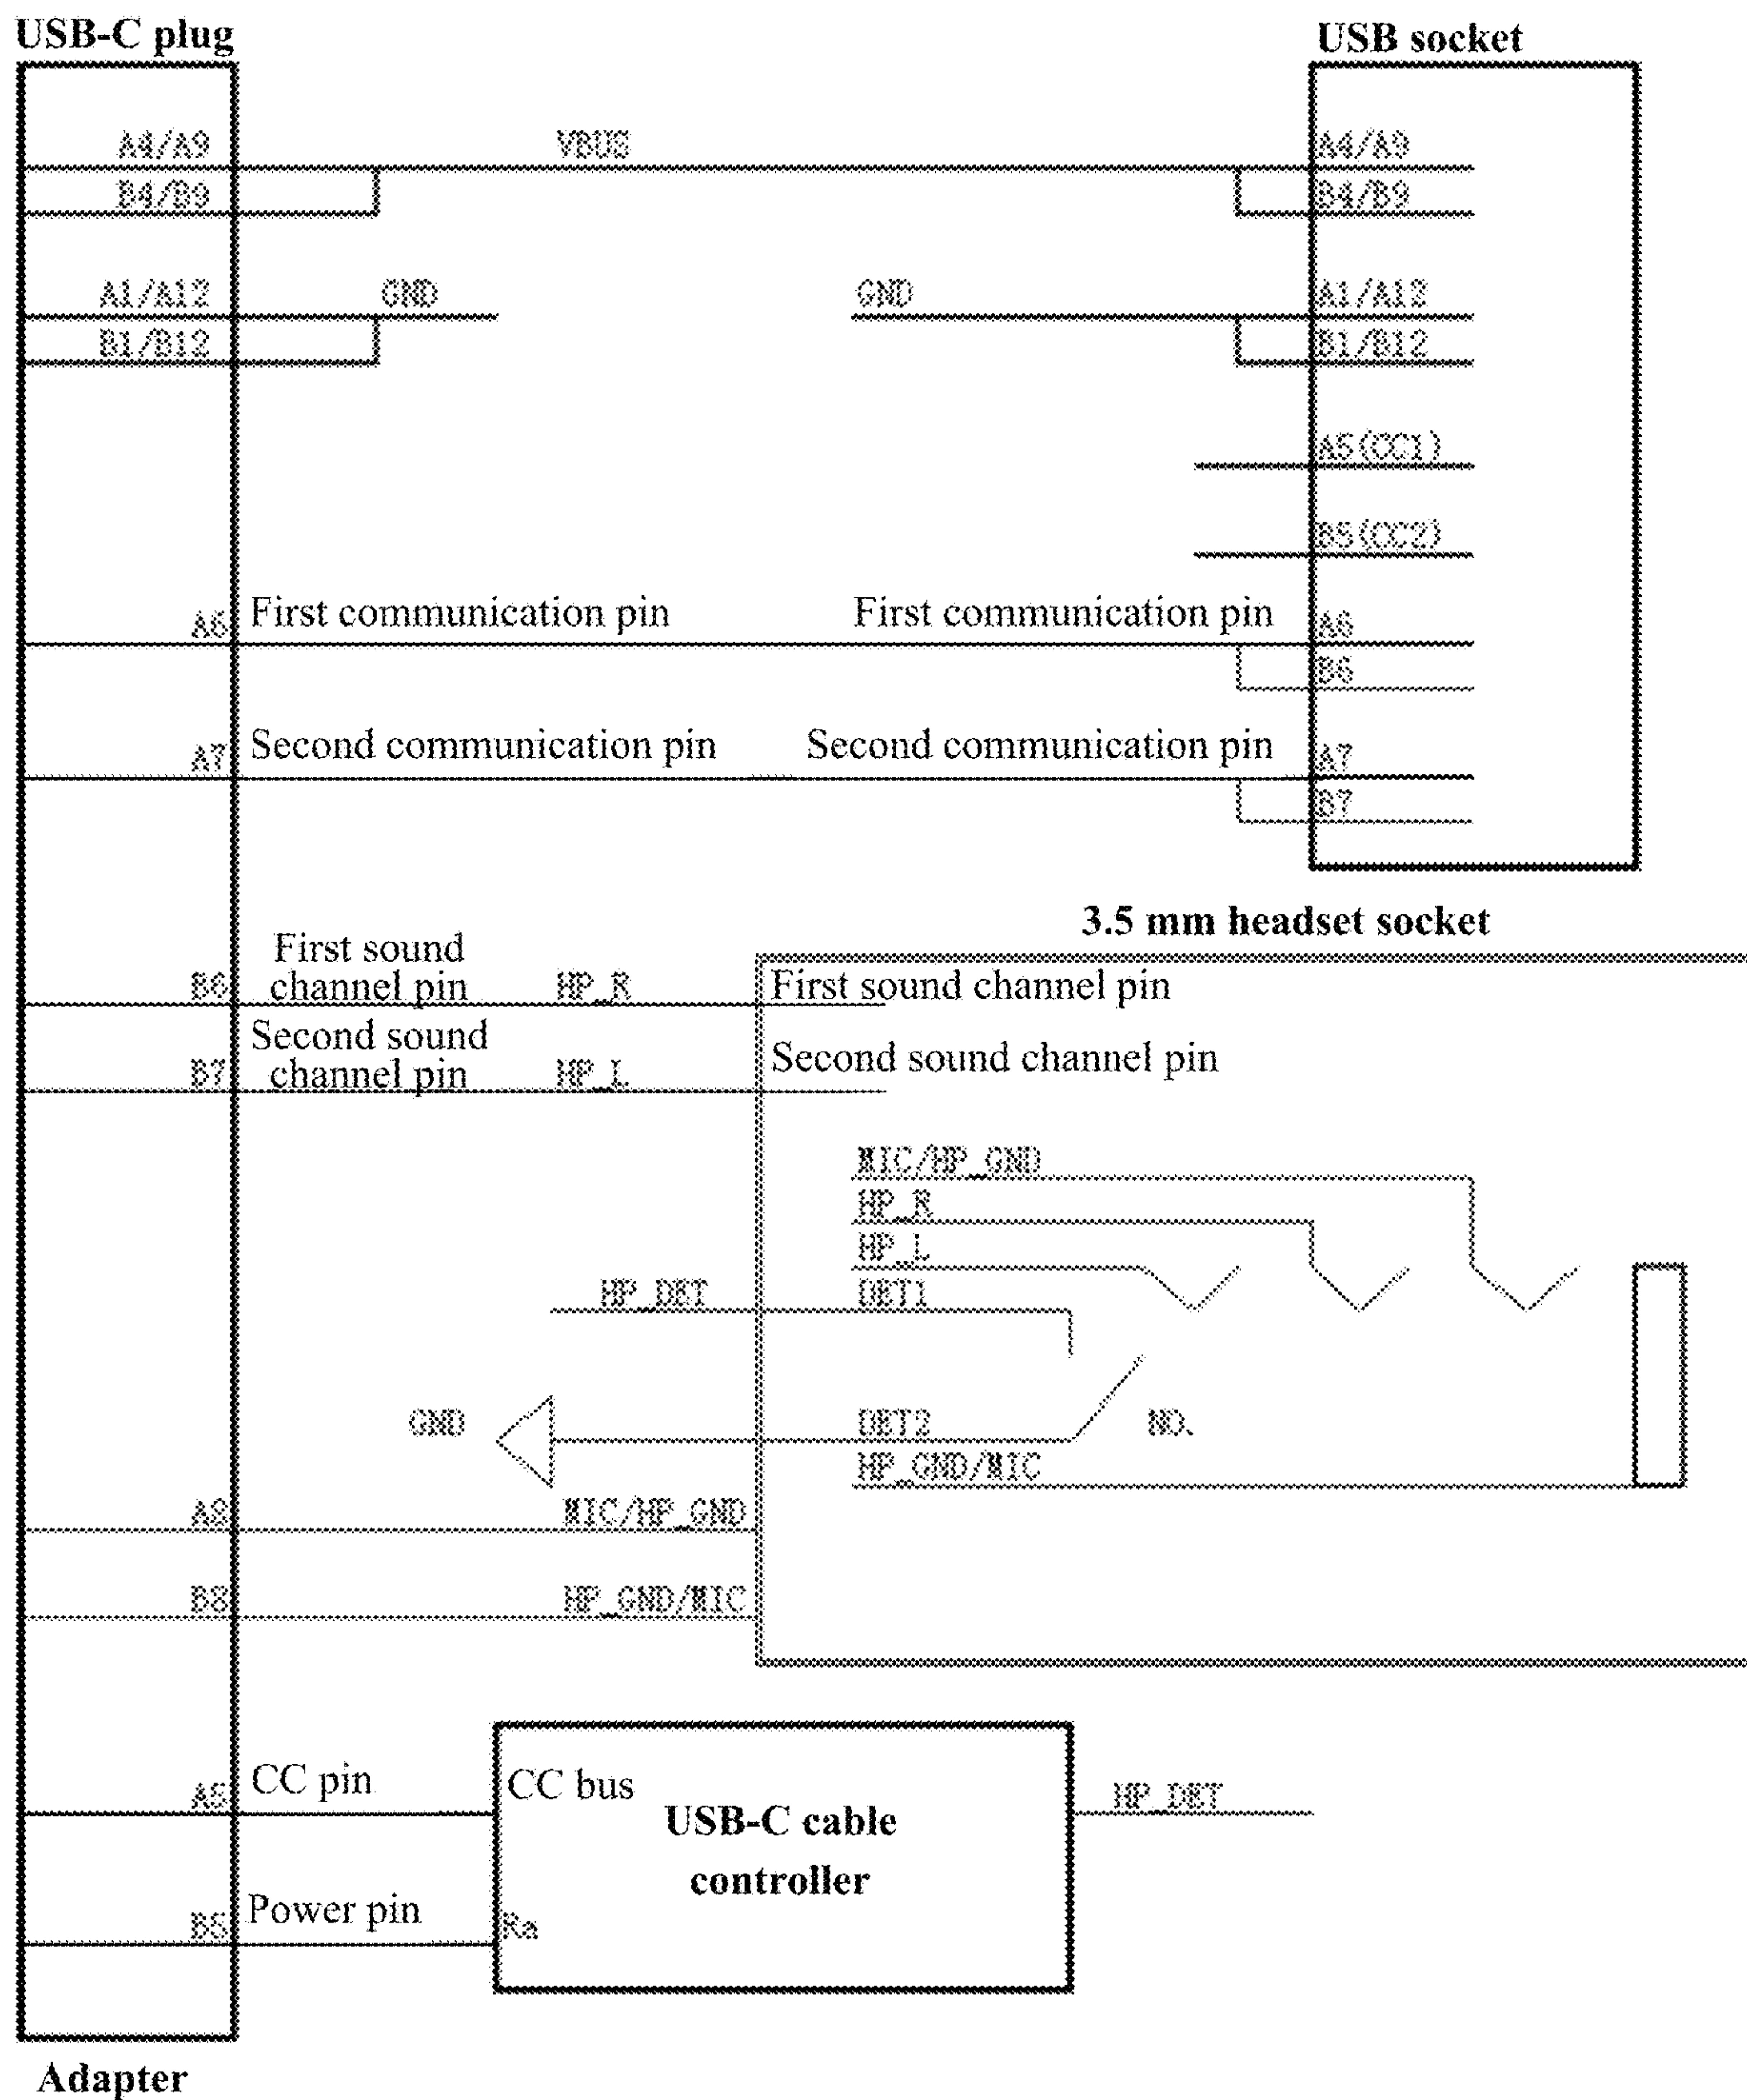 USB-C plug
USB socket
A4/A9
VBUS
A4/A9
B4/B9
B4/B9
A1/A12
GND
GND
A1/A12
B1/B12
B1/B12
A5(CC1)
B5(CC2)
A6
First communication pin
First communication pin
A6
B6
A7
Second communication pin
Second communication pin
A7
B7
3.5 mm headset socket
First sound
B6
channel pin
HP_R
First sound channel pin
Second sound
B7
channel pin
HP_L
Second sound channel pin
MIC/HP_GND
HP_R
HP_L
HP_DET
DET1
GND
DET2
NO.
HP_GND/MIC
A8
MIC/HP_GND
B8
HP_GND/MIC
A5
CC pin
CC bus
USB-C cable
controller
HP_DET
B5
Power pin
Ra
Adapter